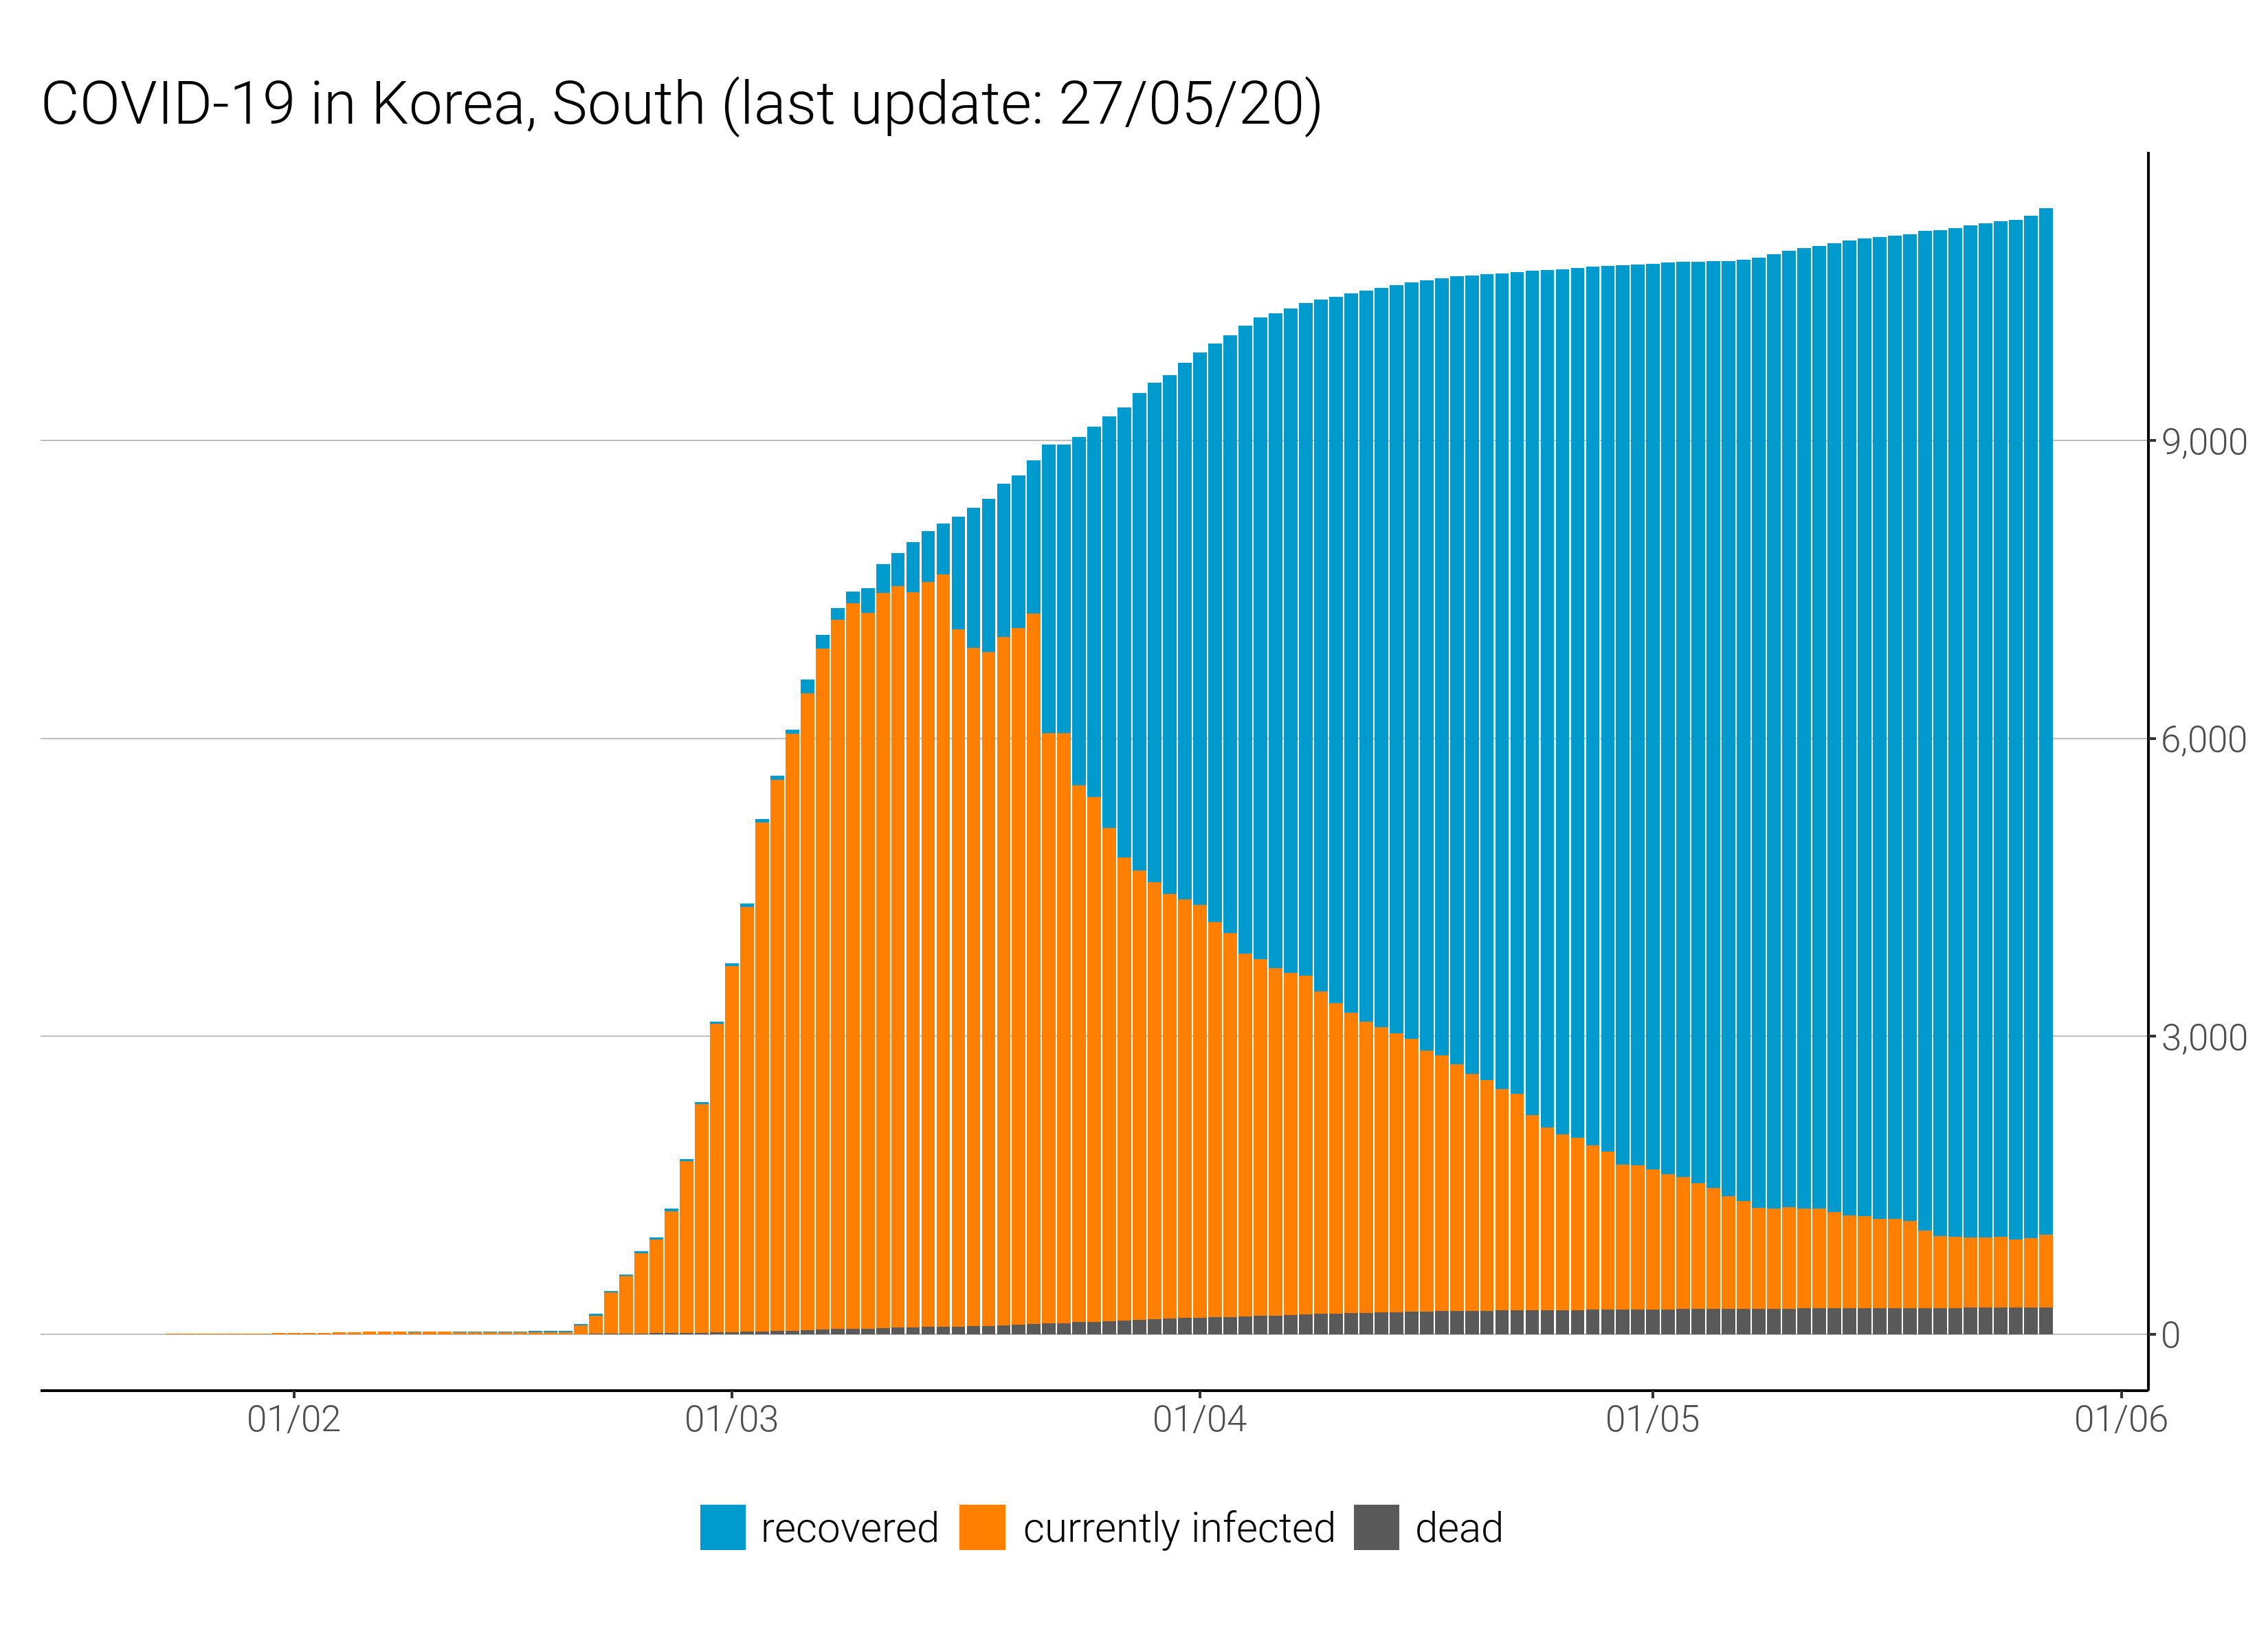 COVID-19 in Korea, South (last update: 27/05/20)
9,000
6,000
3,000
0
01/02 01/03 01/04 01/05 01/06
recovered currently infected dead